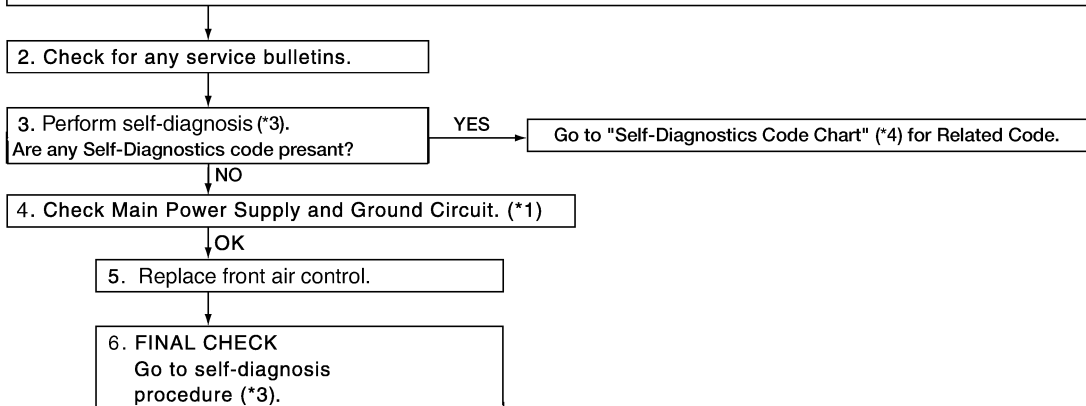 2. Check for any service bulletins.
3. Perform self-diagnosis (*3).
Are any Self-Diagnostics code presant?
YES
Go to "Self-Diagnostics Code Chart" (*4) for Related Code.
NO
4. Check Main Power Supply and Ground Circuit. (*1)
OK
5. Replace front air control.
6. FINAL CHECK
Go to self-diagnosis
procedure (*3).